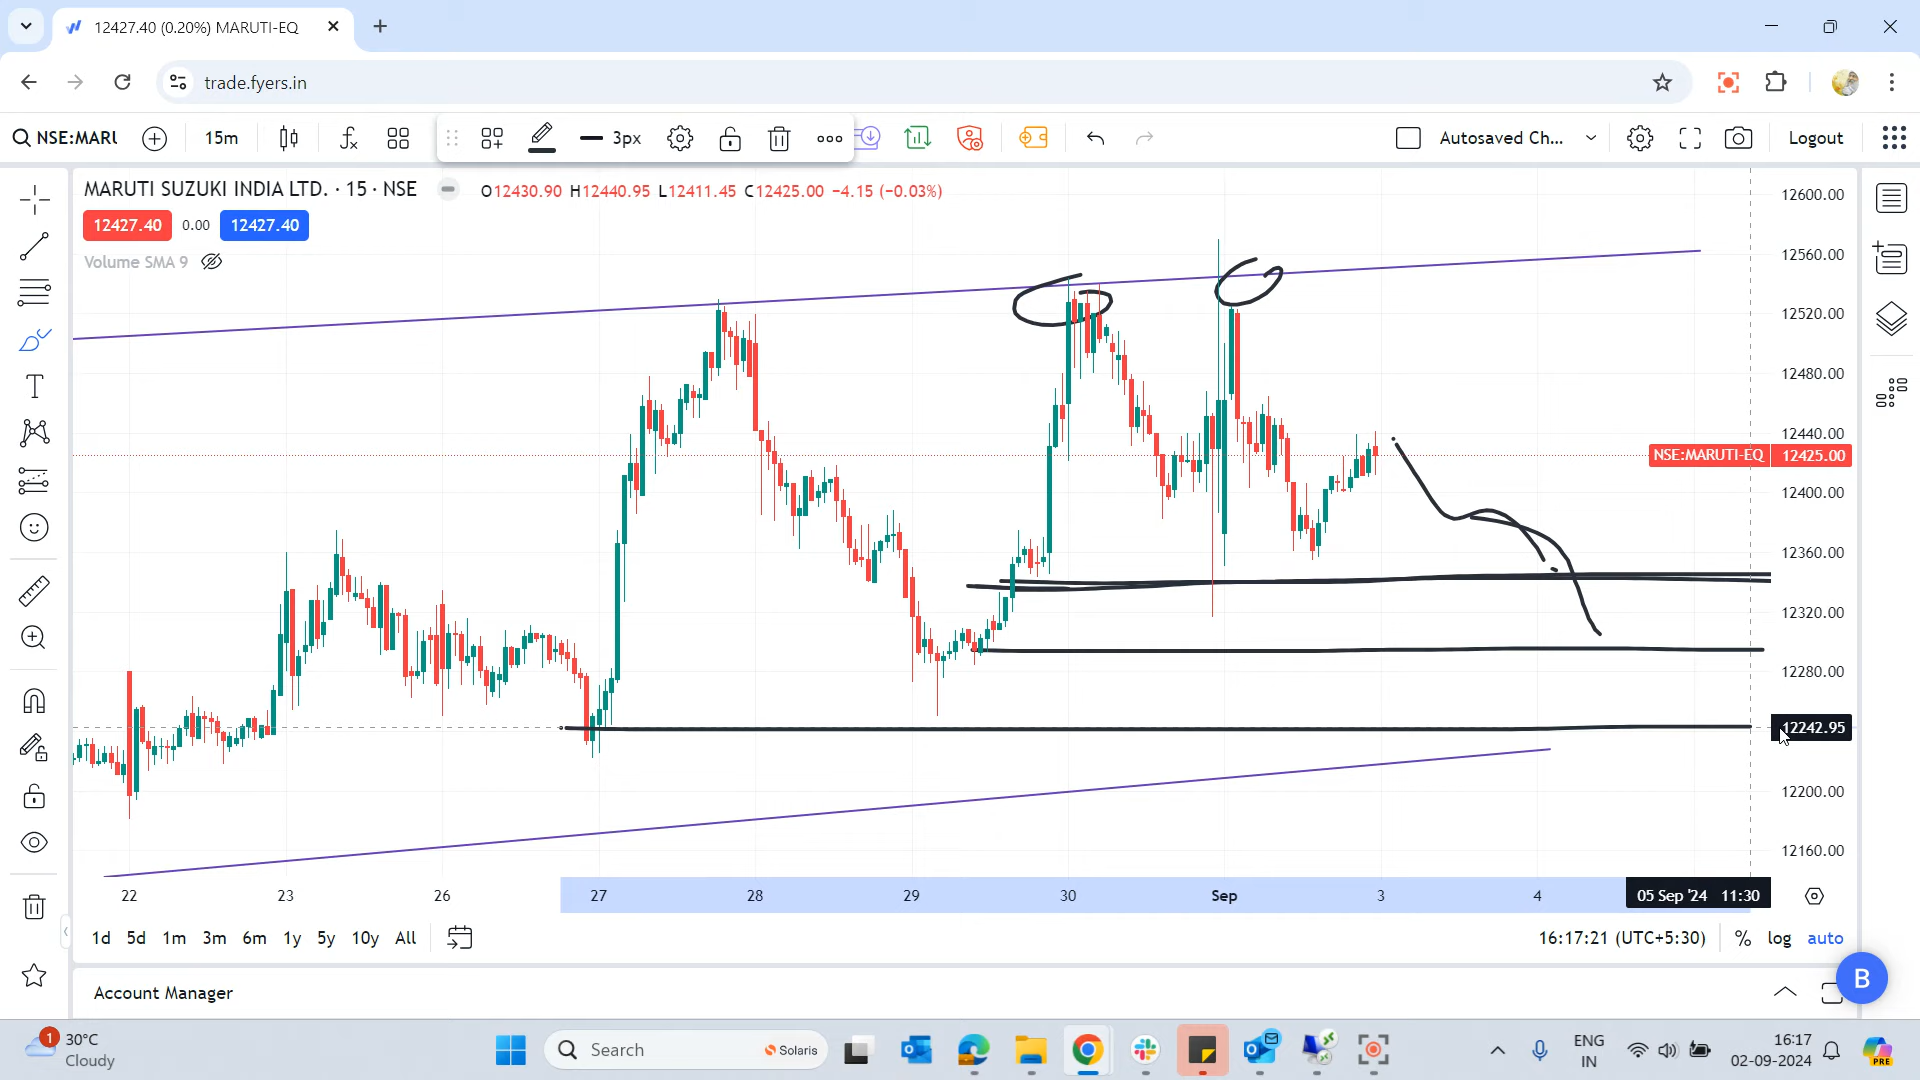 12427.40 (0.20%) MARUTI-EQ
trade.fyers.in
NSE:MARU
15m
3px
Autosaved Ch...
Logout
MARUTI SUZUKI INDIA LTD. · 15 · NSE
O12430.90 H12440.95 L12411.45 C12425.00 −4.15 (−0.03%)
12427.40
0.00
12427.40
Volume SMA 9
12600.00
12560.00
12520.00
12480.00
12440.00
NSE:MARUTI-EQ
12425.00
12400.00
12360.00
12320.00
12280.00
12242.95
12200.00
12160.00
22
23
26
27
28
29
30
Sep
3
4
05 Sep '24 11:30
1d
5d
1m
3m
6m
1y
5y
10y
All
16:17:21 (UTC+5:30)
%
log
auto
B
Account Manager
1
30°C
Cloudy
Search
Solaris
ENG
IN
16:17
02-09-2024
PRE